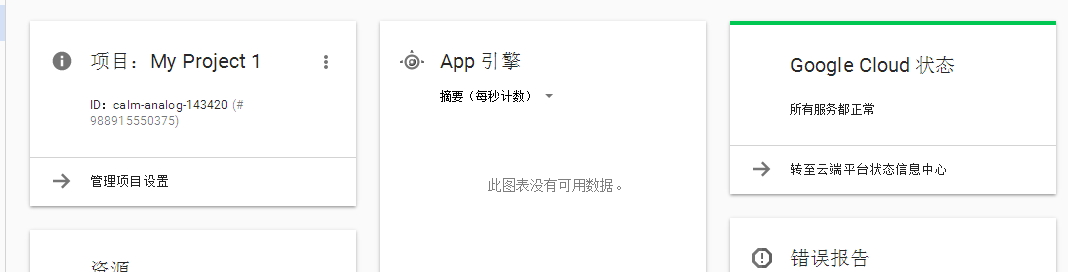 项目：My Project 1
ID：calm-analog-143420 (#
988915550375)
管理项目设置
资源
App 引擎
摘要（每秒计数）
此图表没有可用数据。
Google Cloud 状态
所有服务都正常
转至云端平台状态信息中心
错误报告